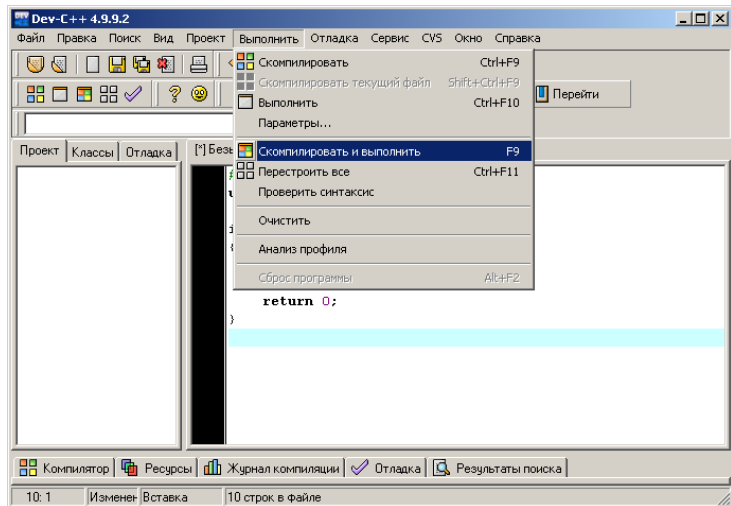 Dev-C++ 4.9.9.2
Файл Правка Поиск Вид Проект Выполнить Отладка Сервис CVS Окно Справка
Скомпилировать Ctrl+F9
Скомпилировать текущий файл Shift+Ctrl+F9
Выполнить Ctrl+F10
Перейти
Параметры...
Проект Классы Отладка [*] Безы
Скомпилировать и выполнить F9
#
Перестроить все Ctrl+F11
Проверить синтаксис
Очистить
Анализ профиля
Сброс программы Alt+F2
return 0;
}
Компилятор Ресурсы Журнал компиляции Отладка Результаты поиска
10: 1 Изменен Вставка 10 строк в файле